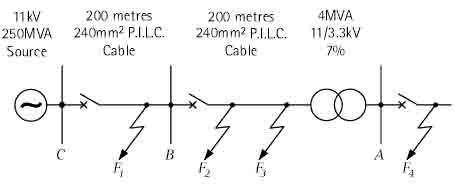 11kV
250MVA
Source
200 metres
240mm² P.I.L.C.
Cable
200 metres
240mm² P.I.L.C.
Cable
4MVA
11/3.3kV
7%
C
B
A
F₁
F₂
F₃
F₄